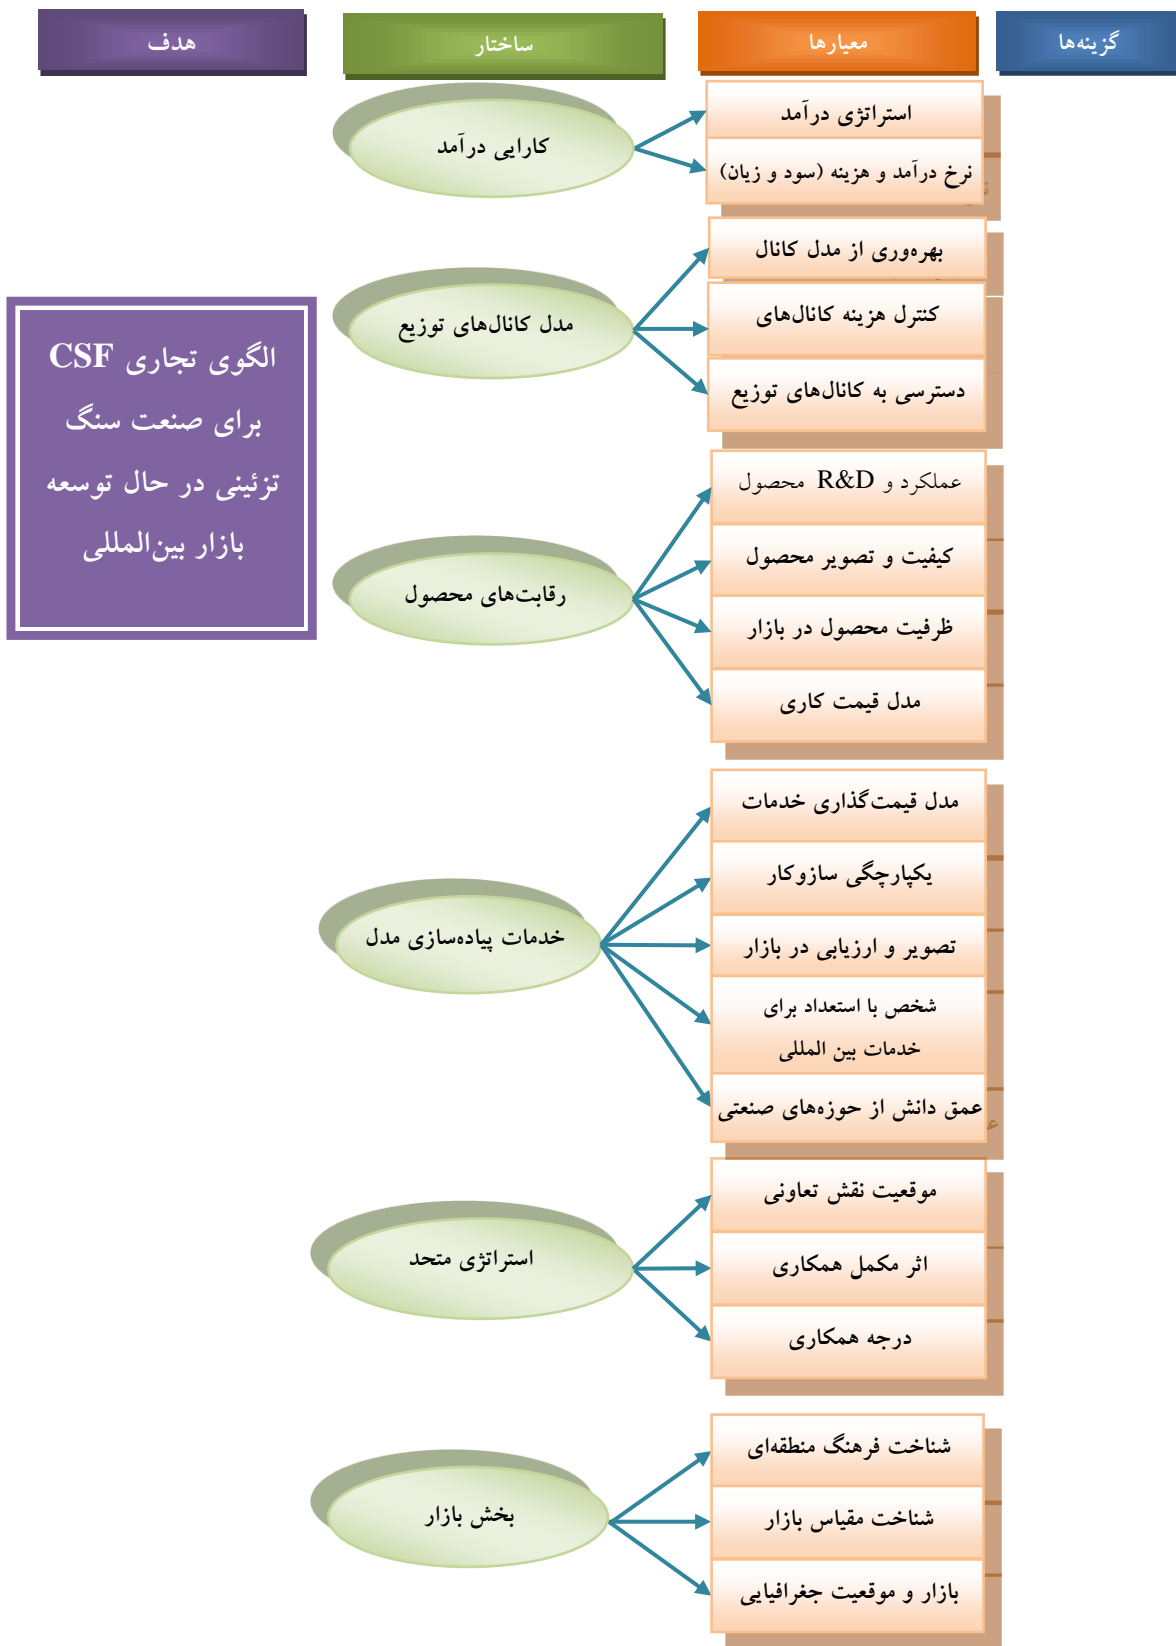 گزینه‌ها
معیارها
ساختار
هدف
استراتژی درآمد
کارایی درآمد
نرخ درآمد و هزینه (سود و زیان)
بهره‌وری از مدل کانال
کنترل هزینه کانال‌های
مدل کانال‌های توزیع
دسترسی به کانال‌های توزیع
الگوی تجاری CSF
برای صنعت سنگ
تزئینی در حال توسعه
بازار بین‌المللی
عملکرد و R&D محصول
کیفیت و تصویر محصول
رقابت‌های محصول
ظرفیت محصول در بازار
مدل قیمت کاری
مدل قیمت‌گذاری خدمات
یکپارچگی سازوکار
خدمات پیاده‌سازی مدل
تصویر و ارزیابی در بازار
شخص با استعداد برای
خدمات بین المللی
عمق دانش از حوزه‌های صنعتی
موقعیت نقش تعاونی
استراتژی متحد
اثر مکمل همکاری
درجه همکاری
شناخت فرهنگ منطقه‌ای
بخش بازار
شناخت مقیاس بازار
بازار و موقعیت جغرافیایی